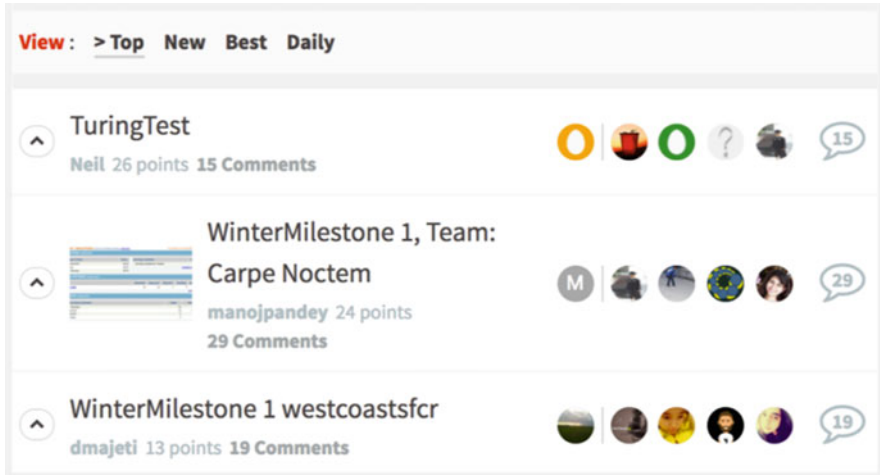 View : > Top New Best Daily
TuringTest
15
Neil 26 points 15 Comments
WinterMilestone 1, Team:
Carpe Noctem
M
29
manojpandey 24 points
29 Comments
WinterMilestone 1 westcoastsfcr
19
dmajeti 13 points 19 Comments